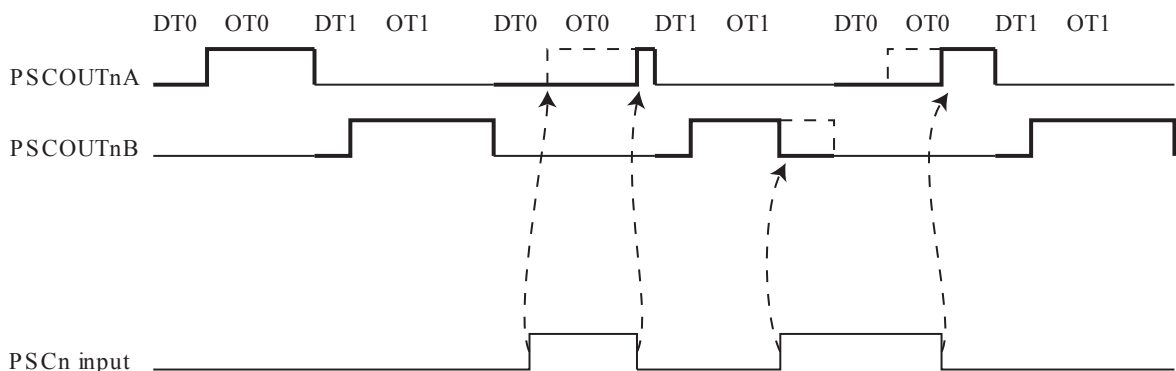 DT0 OT0 DT1 OT1 DT0 OT0 DT1 OT1 DT0 OT0 DT1 OT1
PSCOUTnA
PSCOUTnB
PSCn input